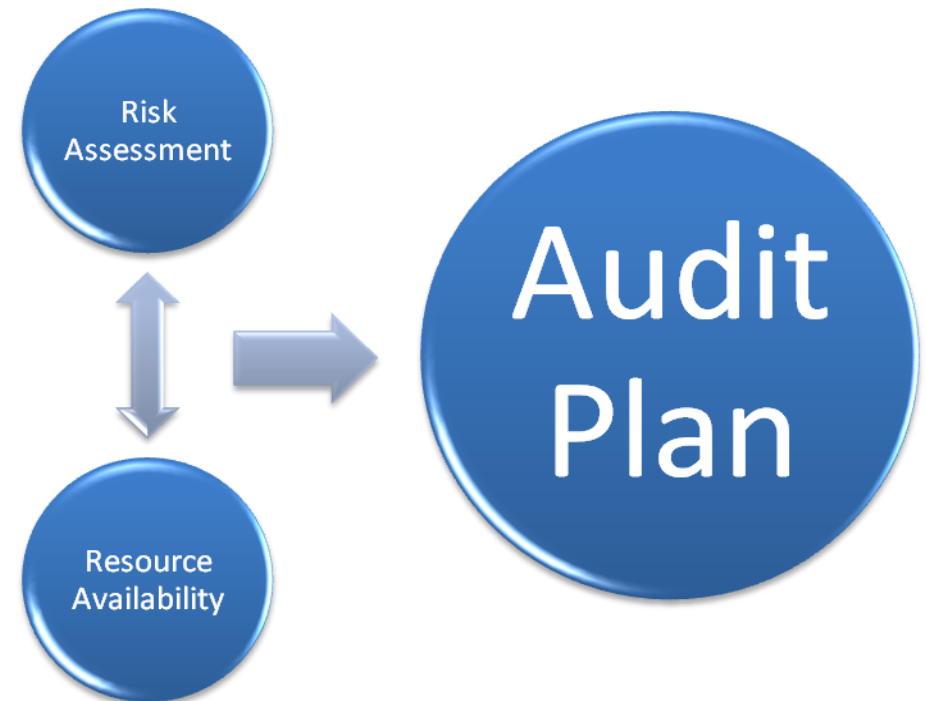 Risk
Assessment
Audit
Plan
Resource
Availability